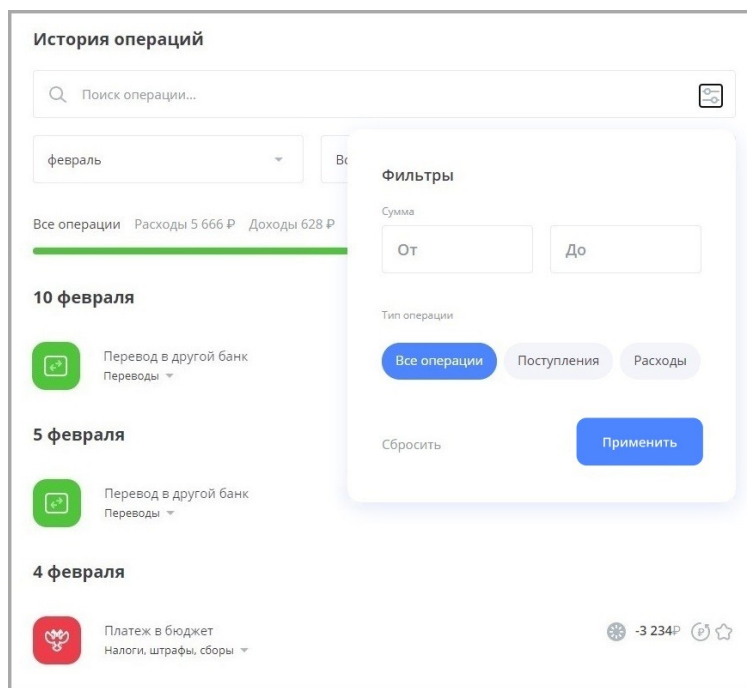 История операций
Поиск операции...
февраль
Все операции Расходы 5 666 ₽ Доходы 628 ₽
Фильтры
Сумма
От До
Тип операции
Все операции Поступления Расходы
Сбросить Применить
10 февраля
Перевод в другой банк
Переводы
5 февраля
Перевод в другой банк
Переводы
4 февраля
Платеж в бюджет
Налоги, штрафы, сборы
-3 234₽